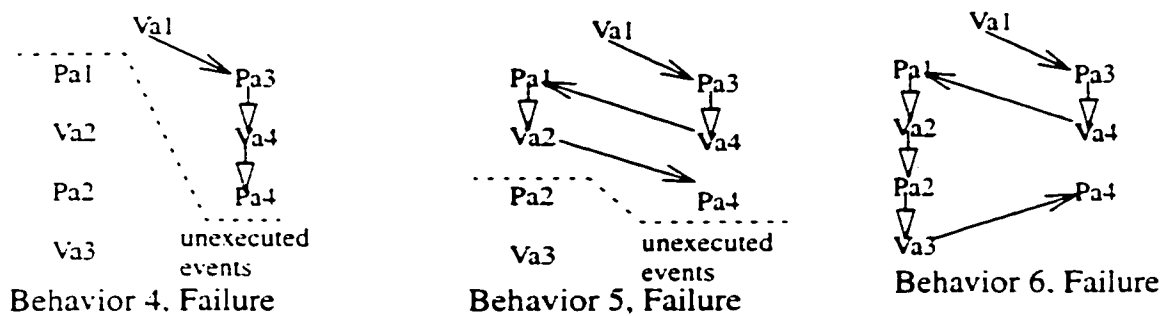 Va1
Pa1
Pa3
Va2
Va4
Pa2
Pa4
Va3
unexecuted
events
Behavior 4. Failure
Va1
Pa1
Pa3
Va2
Va4
Pa2
Pa4
Va3
unexecuted
events
Behavior 5, Failure
Va1
Pa1
Pa3
Va2
Va4
Pa2
Pa4
Va3
Behavior 6. Failure